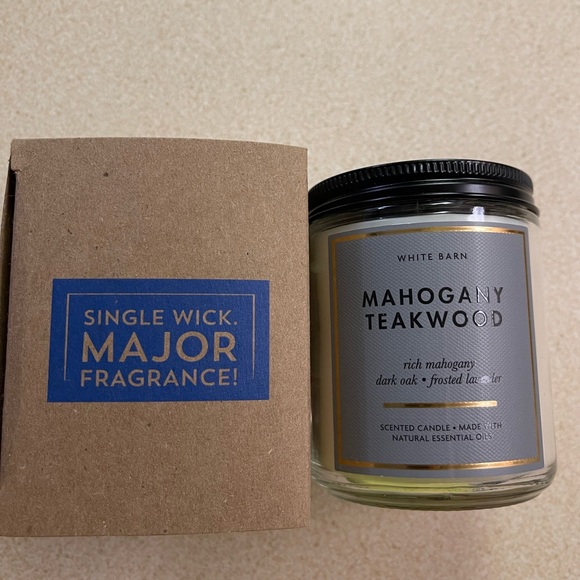 SINGLE WICK.
MAJOR
FRAGRANCE!
WHITE BARN
MAHOGANY
TEAKWOOD
rich mahogany
dark oak • frosted lavender
SCENTED CANDLE • MADE WITH
NATURAL ESSENTIAL OILS